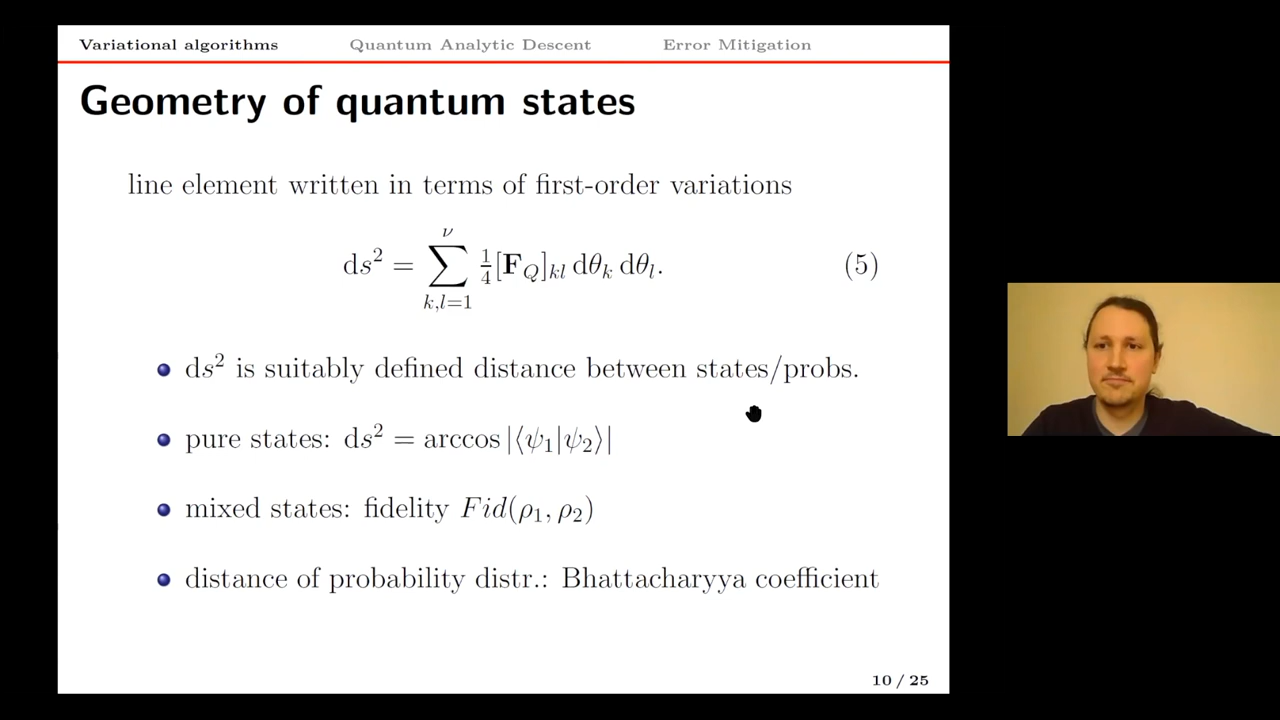 Variational algorithms Quantum Analytic Descent Error Mitigation
Geometry of quantum states
line element written in terms of first-order variations
ds² = ∑_{k,l=1}^{ν} ¼[F_Q]_{kl} dθ_k dθ_l. (5)
ds² is suitably defined distance between states/probs.
pure states: ds² = arccos |⟨ψ₁|ψ₂⟩|
mixed states: fidelity Fid(ρ₁, ρ₂)
distance of probability distr.: Bhattacharyya coefficient
10 / 25